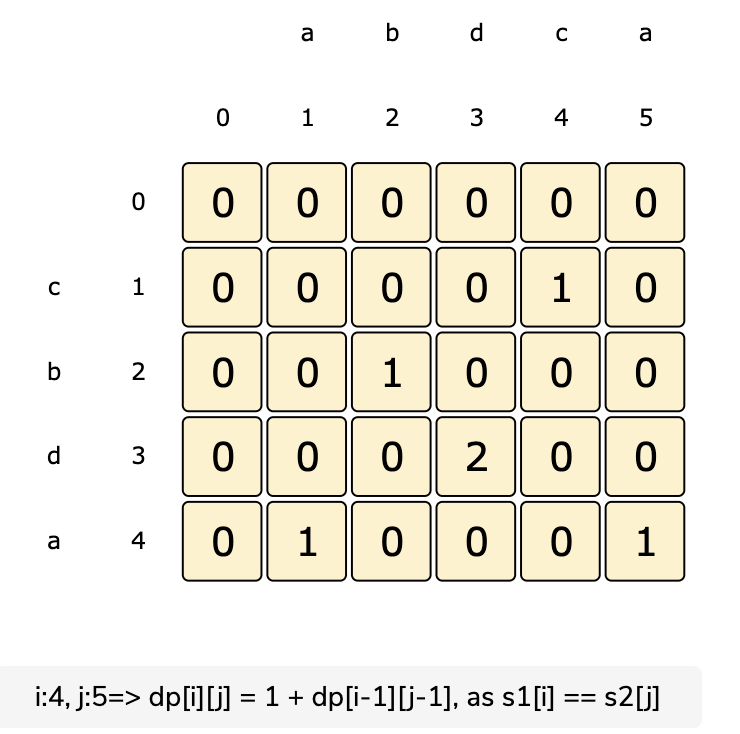 a b d c a
0 1 2 3 4 5
0 0 0 0 0 0 0
c 1 0 0 0 0 1 0
b 2 0 0 1 0 0 0
d 3 0 0 0 2 0 0
a 4 0 1 0 0 0 1
i:4, j:5=> dp[i][j] = 1 + dp[i-1][j-1], as s1[i] == s2[j]